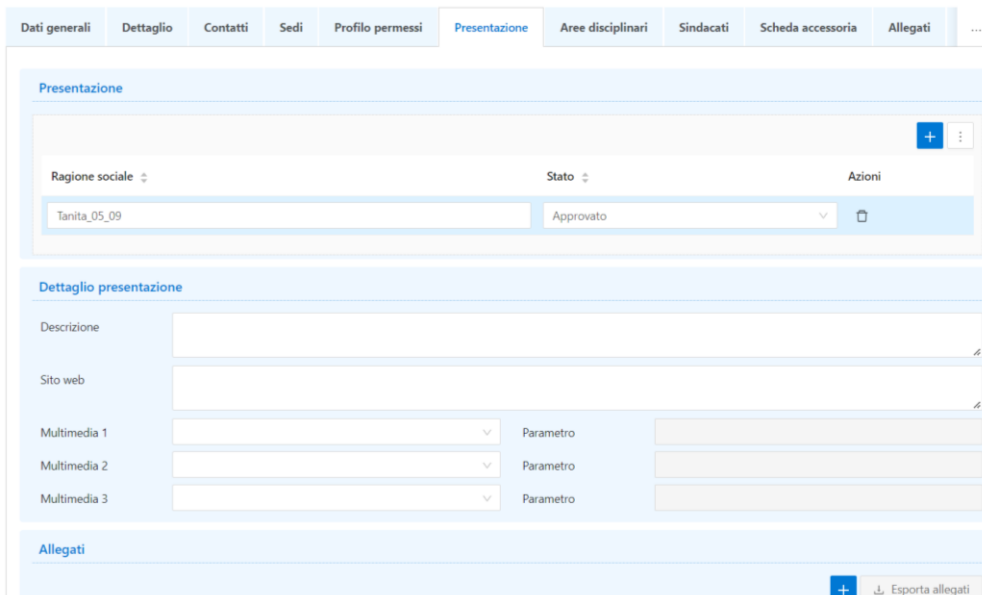 Dati generali Dettaglio Contatti Sedi Profilo permessi Presentazione Aree disciplinari Sindacati Scheda accessoria Allegati ...
Presentazione
+
Ragione sociale Stato Azioni
Tanita_05_09 Approvato
Dettaglio presentazione
Descrizione
Sito web
Multimedia 1 Parametro
Multimedia 2 Parametro
Multimedia 3 Parametro
Allegati
+ Esporta allegati